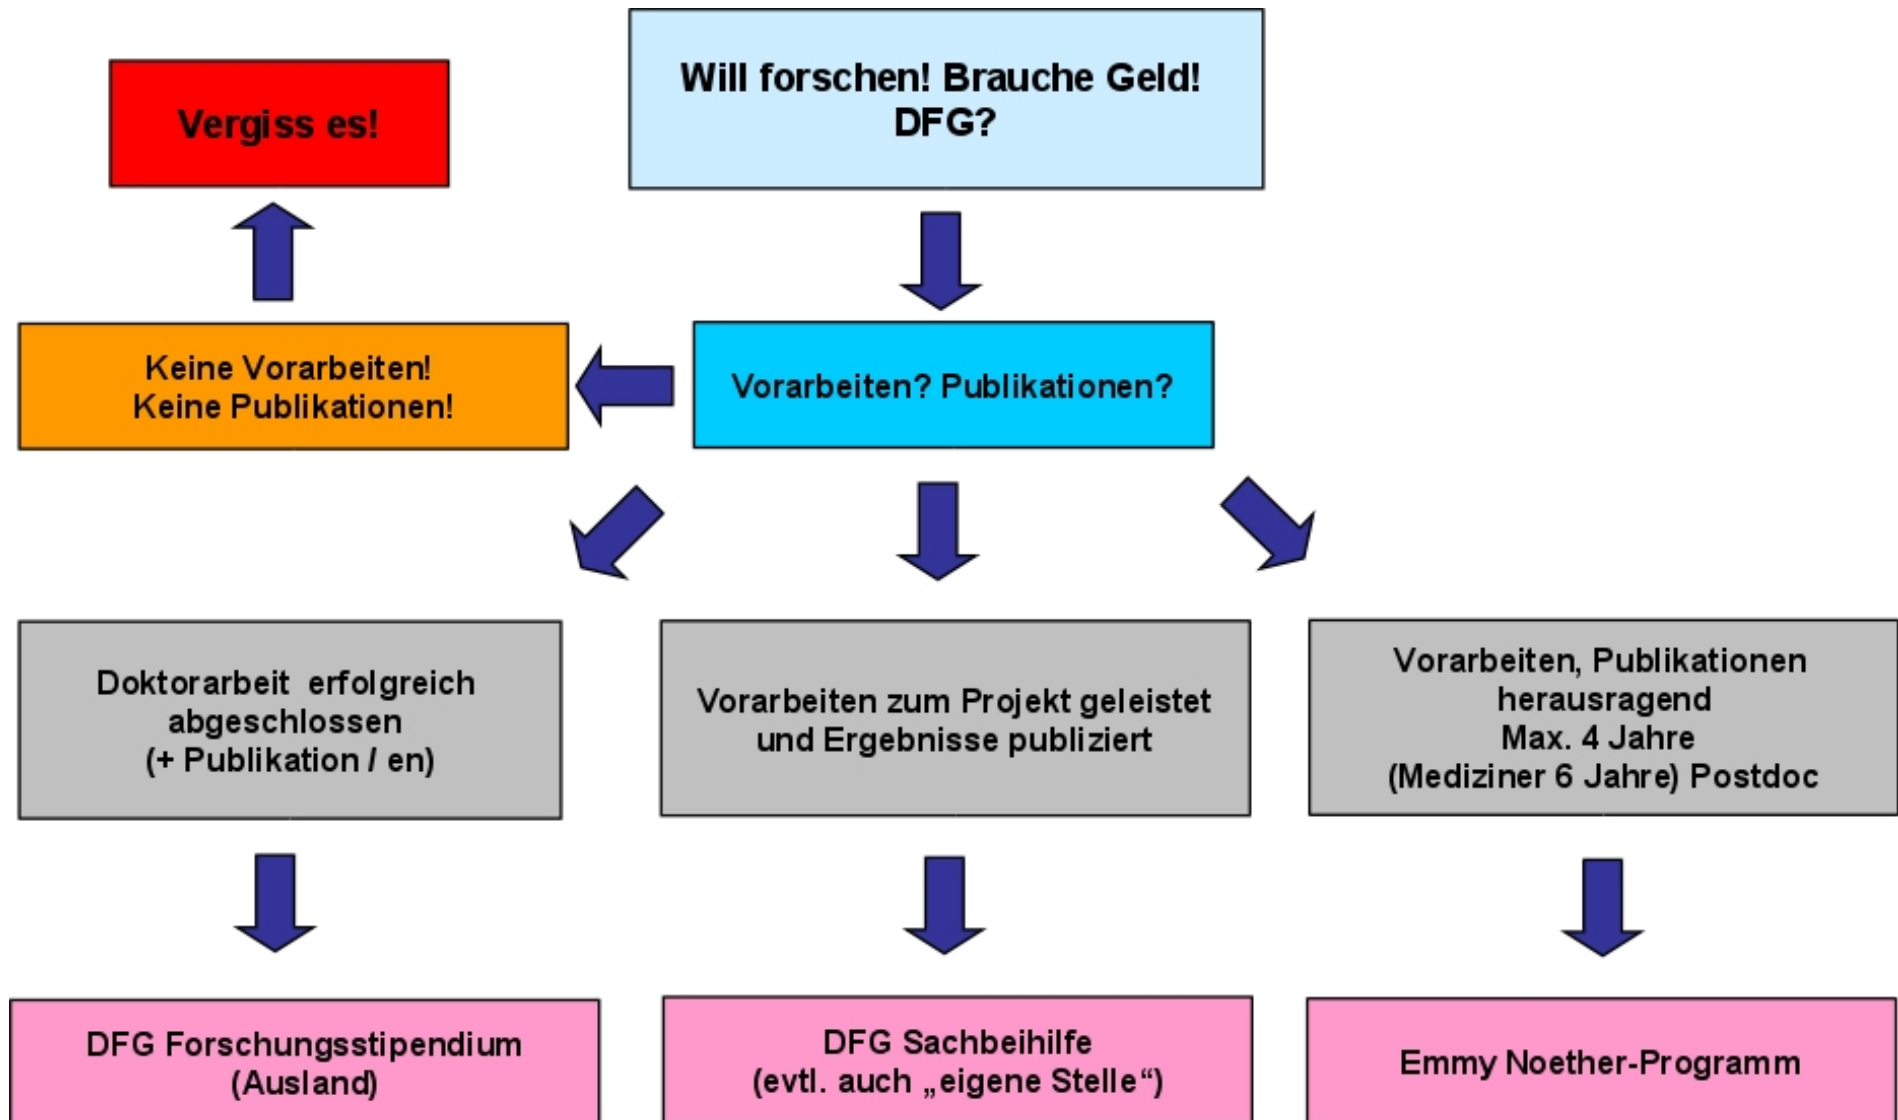 Will forschen! Brauche Geld!
DFG?
Vergiss es!
Keine Vorarbeiten!
Keine Publikationen!
Vorarbeiten? Publikationen?
Doktorarbeit erfolgreich
abgeschlossen
(+ Publikation / en)
Vorarbeiten zum Projekt geleistet
und Ergebnisse publiziert
Vorarbeiten, Publikationen
herausragend
Max. 4 Jahre
(Mediziner 6 Jahre) Postdoc
DFG Forschungsstipendium
(Ausland)
DFG Sachbeihilfe
(evtl. auch „eigene Stelle“)
Emmy Noether-Programm